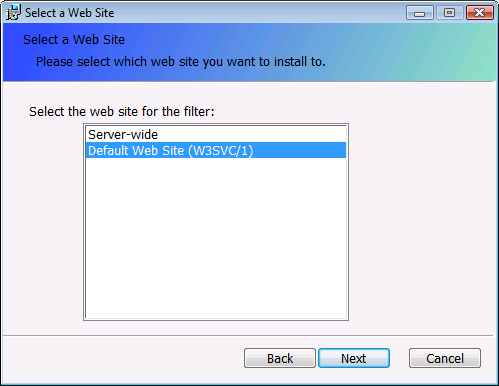 Select a Web Site
Select a Web Site
Please select which web site you want to install to.
Select the web site for the filter:
Server-wide
Default Web Site (W3SVC/1)
Back
Next
Cancel